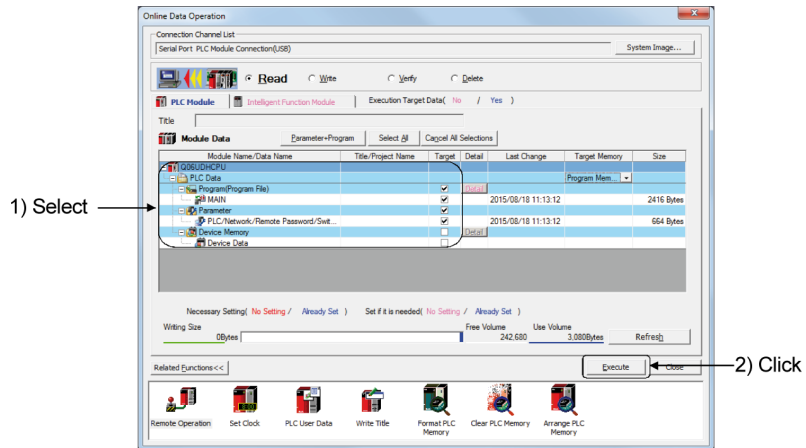 Online Data Operation
Connection Channel List
Serial Port PLC Module Connection(USB)
System Image...
Read
Write
Verify
Delete
PLC Module
Intelligent Function Module
Execution Target Data( No / Yes )
Title
Module Data
Parameter+Program
Select All
Cancel All Selections
Module Name/Data Name Title/Project Name Target Detail Last Change Target Memory Size
Q06UDHCPU
PLC Data Program Mem...
Program(Program File) Detail
MAIN 2015/08/18 11:13:12 2416 Bytes
Parameter
PLC/Network/Remote Password/Swit... 2015/08/18 11:13:12 664 Bytes
Device Memory Detail
Device Data
1) Select
Necessary Setting( No Setting / Already Set ) Set if it is needed( No Setting / Already Set )
Writing Size Free Volume Use Volume
0Bytes 242,680 3,080Bytes Refresh
Related Functions<< Execute Close
2) Click
Remote Operation
Set Clock
PLC User Data
Write Title
Format PLC
Memory
Clear PLC Memory
Arrange PLC
Memory